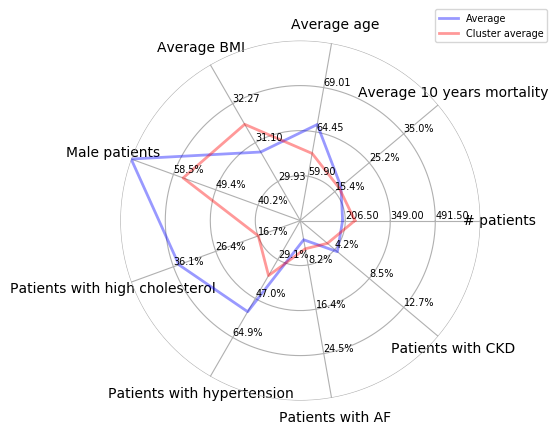 Average age
Average
Cluster average
Average BMI
69.01
Average 10 years mortality
32.27
35.0%
31.10
64.45
Male patients
25.2%
58.5%
59.90
29.93
49.4%
15.4%
40.2%
206.50
349.00
491.50
# patients
16.7%
26.4%
4.2%
29.1%
8.2%
36.1%
8.5%
Patients with high cholesterol
47.0%
16.4%
12.7%
64.9%
Patients with CKD
24.5%
Patients with hypertension
Patients with AF